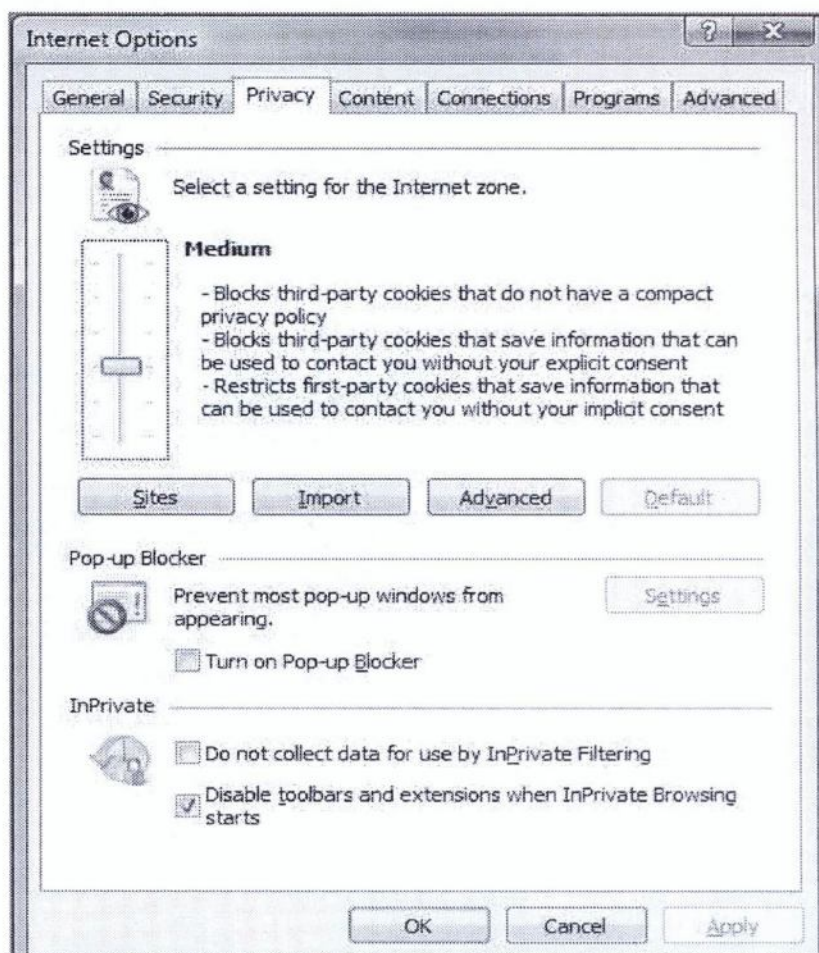 Internet Options
General Security Privacy Content Connections Programs Advanced
Settings
Select a setting for the Internet zone.
Medium
- Blocks third-party cookies that do not have a compact
privacy policy
- Blocks third-party cookies that save information that can
be used to contact you without your explicit consent
- Restricts first-party cookies that save information that
can be used to contact you without your implicit consent
Sites Import Advanced Default
Pop-up Blocker
Prevent most pop-up windows from
appearing.
Settings
Turn on Pop-up Blocker
InPrivate
Do not collect data for use by InPrivate Filtering
Disable toolbars and extensions when InPrivate Browsing
starts
OK Cancel Apply